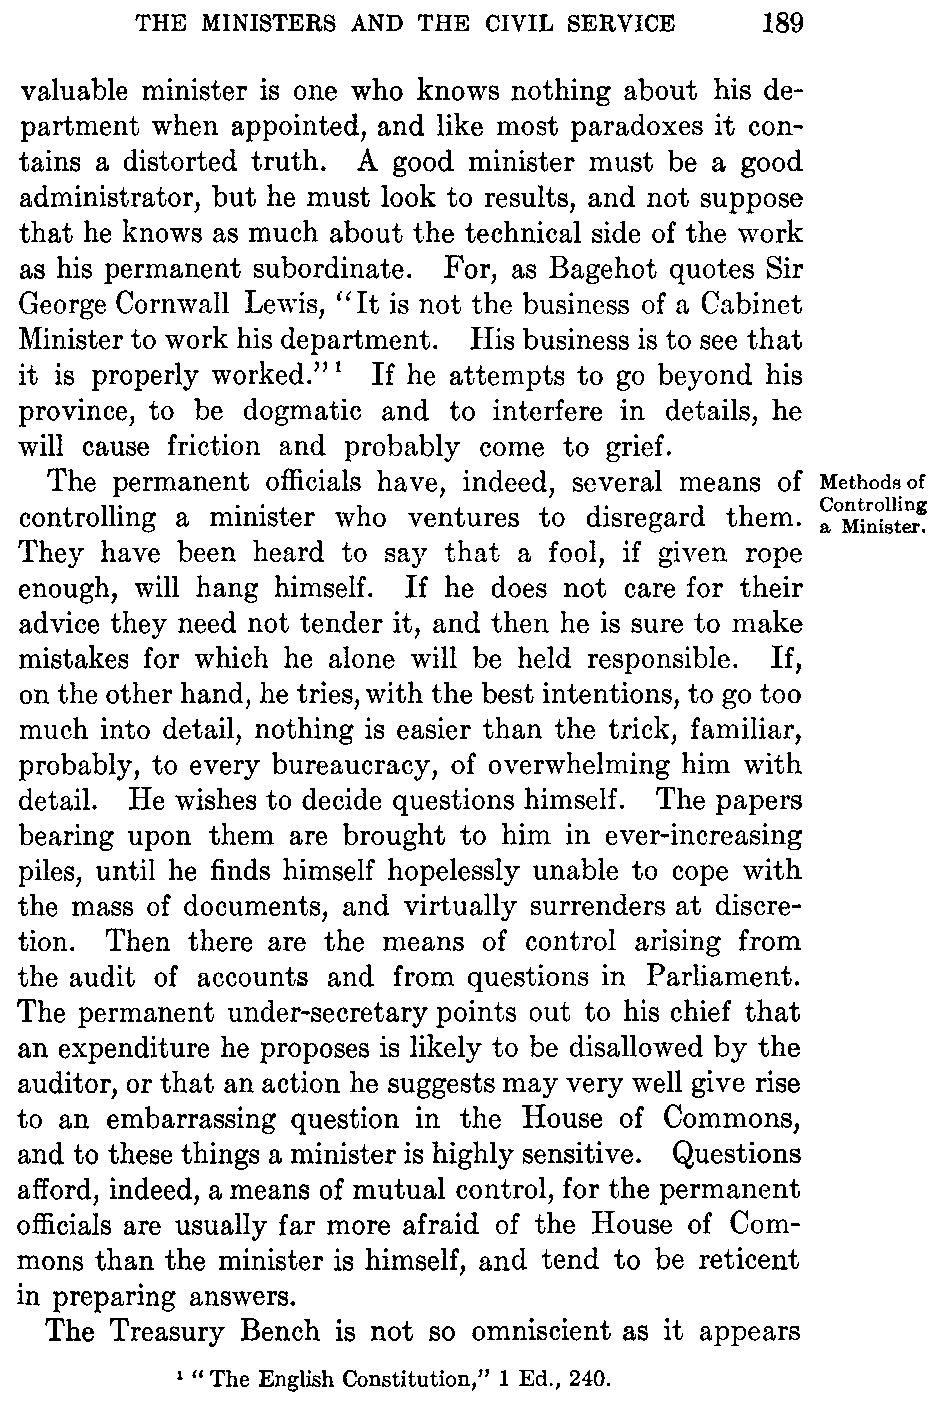 THE MINISTERS AND THE CIVIL SERVICE 189
valuable minister is one who knows nothing about his de-
partment when appointed, and like most paradoxes it con-
tains a distorted truth. A good minister must be a good
administrator, but he must look to results, and not suppose
that he knows as much about the technical side of the work
as his permanent subordinate. For, as Bagehot quotes Sir
George Cornwall Lewis, "It is not the business of a Cabinet
Minister to work his department. His business is to see that
it is properly worked." ¹ If he attempts to go beyond his
province, to be dogmatic and to interfere in details, he
will cause friction and probably come to grief.
The permanent officials have, indeed, several means of
controlling a minister who ventures to disregard them.
They have been heard to say that a fool, if given rope
enough, will hang himself. If he does not care for their
advice they need not tender it, and then he is sure to make
mistakes for which he alone will be held responsible. If,
on the other hand, he tries, with the best intentions, to go too
much into detail, nothing is easier than the trick, familiar,
probably, to every bureaucracy, of overwhelming him with
detail. He wishes to decide questions himself. The papers
bearing upon them are brought to him in ever-increasing
piles, until he finds himself hopelessly unable to cope with
the mass of documents, and virtually surrenders at discre-
tion. Then there are the means of control arising from
the audit of accounts and from questions in Parliament.
The permanent under-secretary points out to his chief that
an expenditure he proposes is likely to be disallowed by the
auditor, or that an action he suggests may very well give rise
to an embarrassing question in the House of Commons,
and to these things a minister is highly sensitive. Questions
afford, indeed, a means of mutual control, for the permanent
officials are usually far more afraid of the House of Com-
mons than the minister is himself, and tend to be reticent
in preparing answers.
The Treasury Bench is not so omniscient as it appears
Methods of
Controlling
a Minister.
¹ "The English Constitution," 1 Ed., 240.